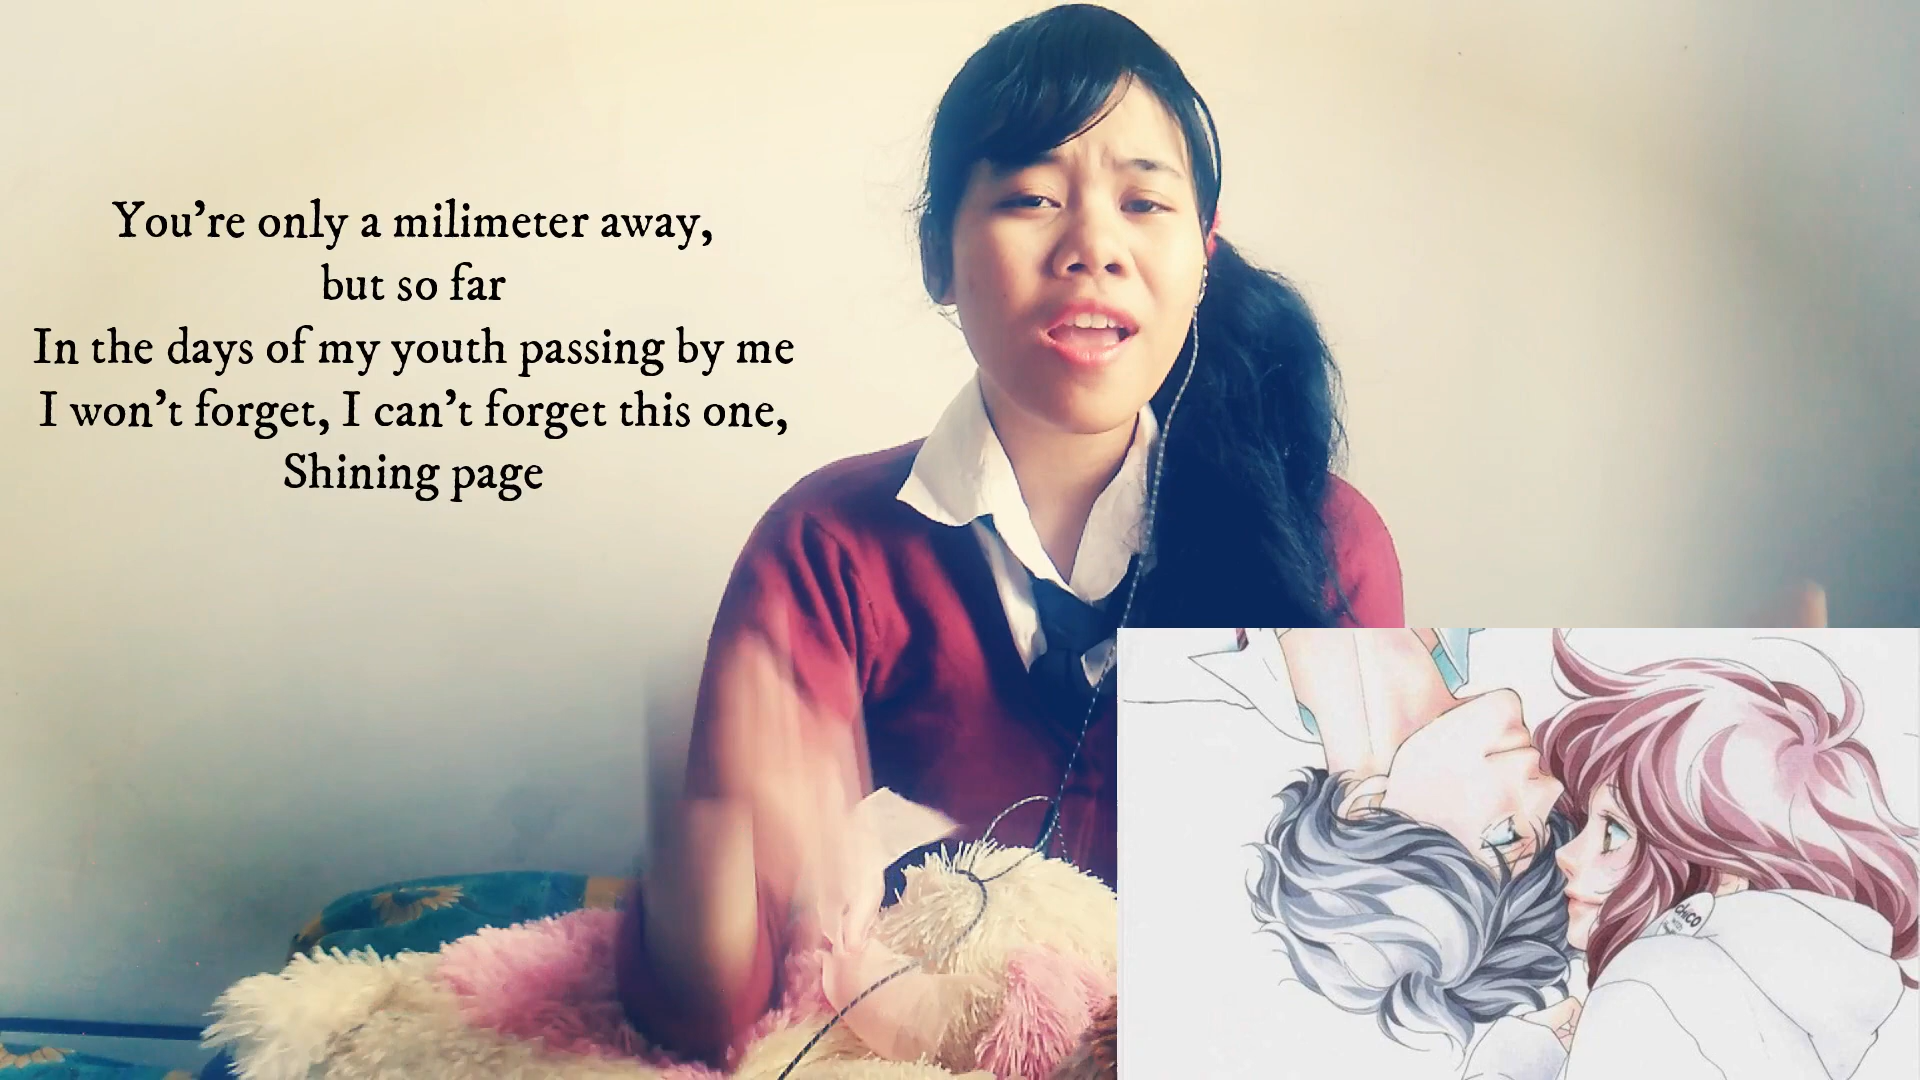 You're only a milimeter away,
but so far
In the days of my youth passing by me
I won't forget, I can't forget this one,
Shining page
CHiCO